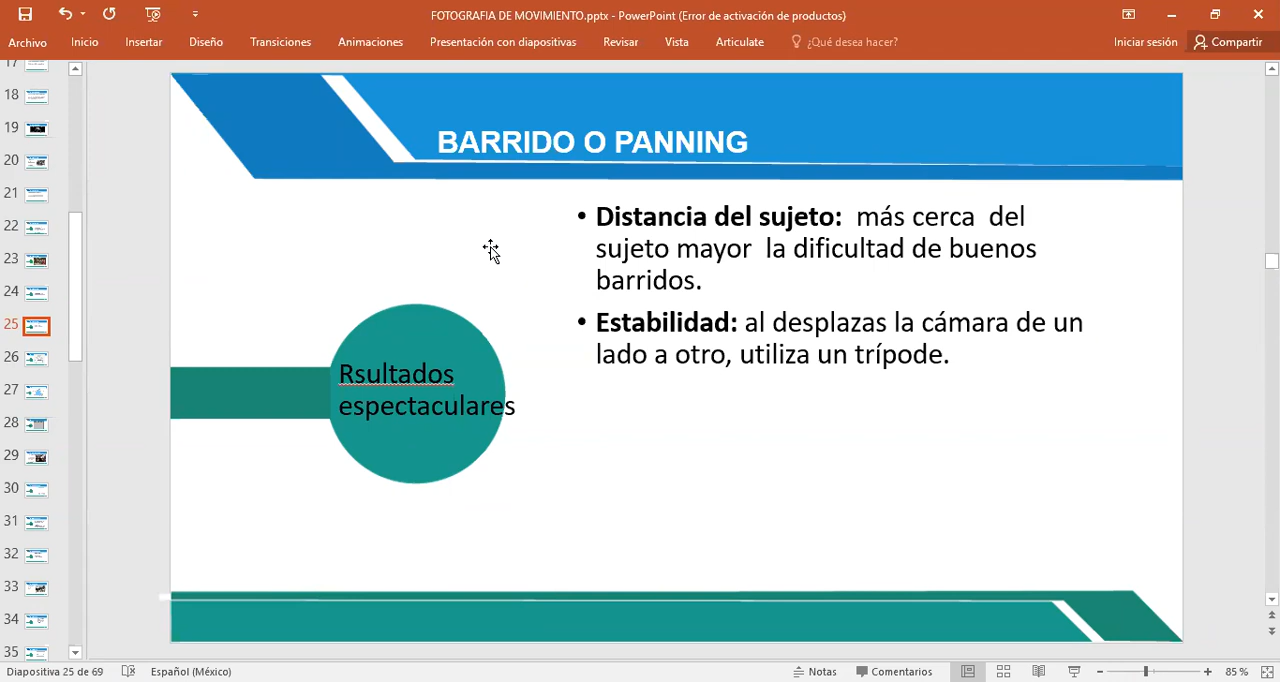 FOTOGRAFIA DE MOVIMIENTO.pptx - PowerPoint (Error de activación de productos)
Archivo Inicio Insertar Diseño Transiciones Animaciones Presentación con diapositivas Revisar Vista Articulate ¿Qué desea hacer? Iniciar sesión Compartir
17
18
19
20
21
22
23
24
25
26
27
28
29
30
31
32
33
34
35
BARRIDO O PANNING
• Distancia del sujeto: más cerca del
sujeto mayor la dificultad de buenos
barridos.
• Estabilidad: al desplazas la cámara de un
lado a otro, utiliza un trípode.
Rsultados
espectaculares
Diapositiva 25 de 69 Español (México) Notas Comentarios 85 %